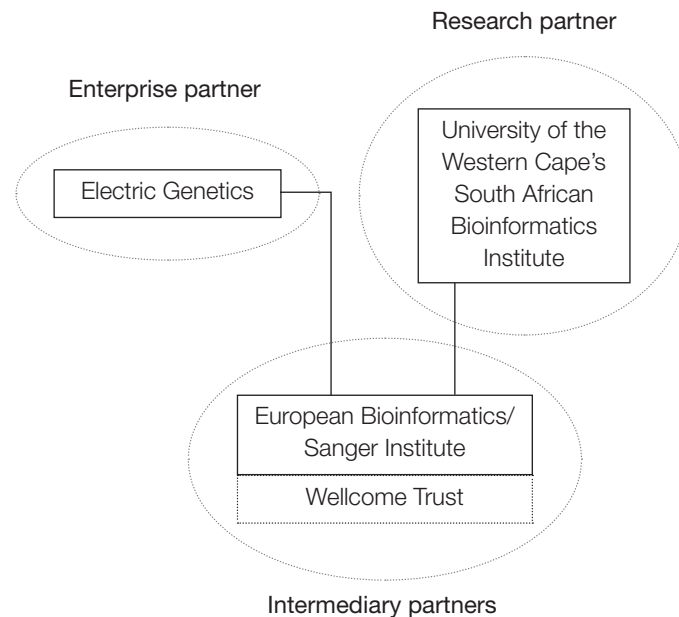 Research partner
Enterprise partner
University of the
Western Cape's
South African
Bioinformatics
Institute
Electric Genetics
European Bioinformatics/
Sanger Institute
Wellcome Trust
Intermediary partners